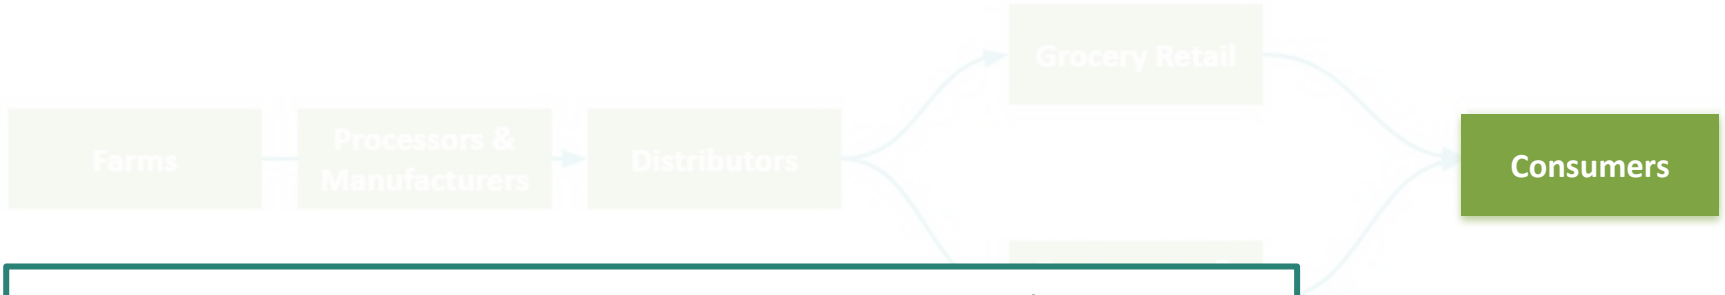 Grocery Retail
Farms
Processors &
Manufacturers
Distributors
Consumers